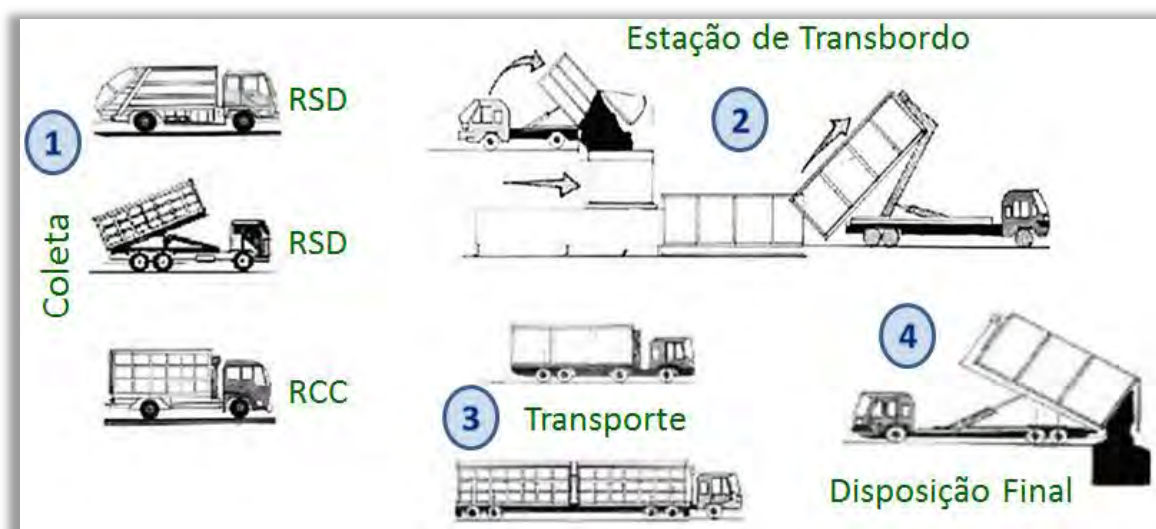 Estação de Transbordo
1
RSD
Coleta
RSD
RCC
2
3
Transporte
4
Disposição Final